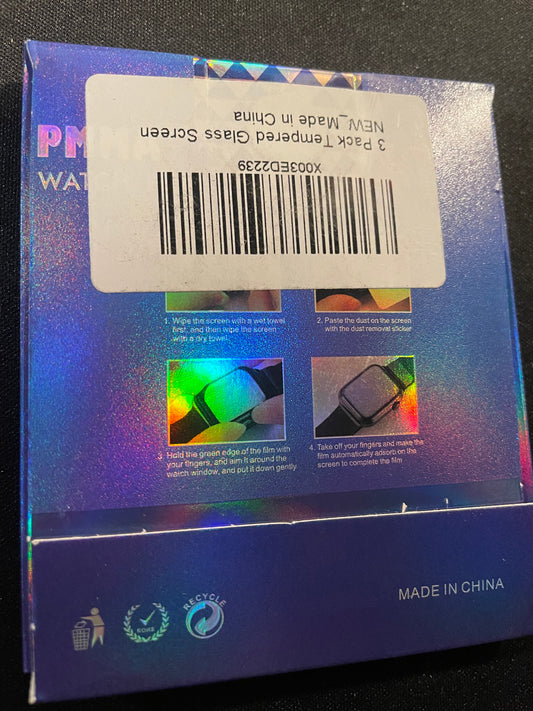 3 Pack Tempered Glass Screen
NEW_Made in China
X003ED2239
1. Wipe the screen with a wet towel
first, and then wipe the screen
with a dry towel
2. Paste the dust on the screen
with the dust removal sticker
3. Hold the green edge of the film with
your fingers, and aim it around the
watch window, and put it down gently
4. Take off your fingers and make the
film automatically adsorb on the
screen to complete the film
MADE IN CHINA
ROHS
RECYCLE